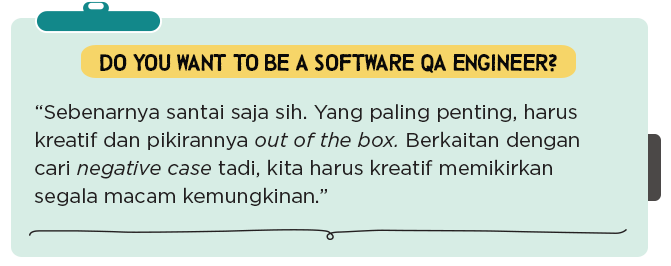 DO YOU WANT TO BE A SOFTWARE QA ENGINEER?
“Sebenarnya santai saja sih. Yang paling penting, harus
kreatif dan pikirannya out of the box. Berkaitan dengan
cari negative case tadi, kita harus kreatif memikirkan
segala macam kemungkinan.”